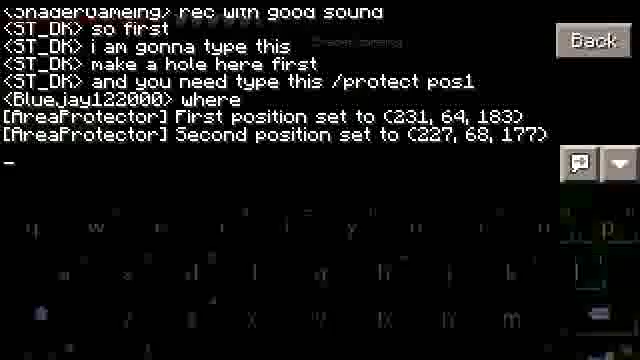 <ShaderGameing> rec with good sound
<ST_DK> so first
<ST_DK> i am gonna type this
<ST_DK> make a hole here first
<ST_DK> and you need type this /protect pos1
<Bluejay122000> where
[AreaProtector] First position set to (231, 64, 183)
[AreaProtector] Second position set to (227, 68, 177)
_
Back
q w t y p
a d g h j k l
z x m